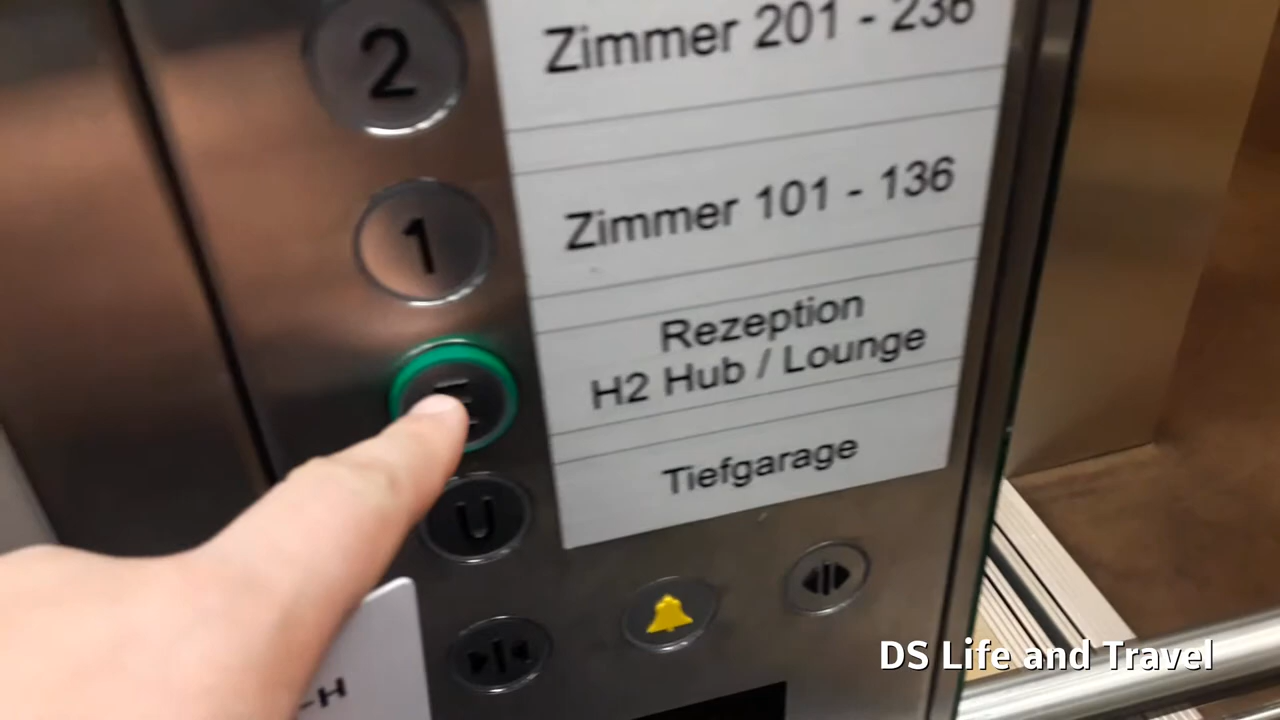 2
Zimmer 201 - 236
1
Zimmer 101 - 136
Rezeption
H2 Hub / Lounge
U
Tiefgarage
-H
DS Life and Travel